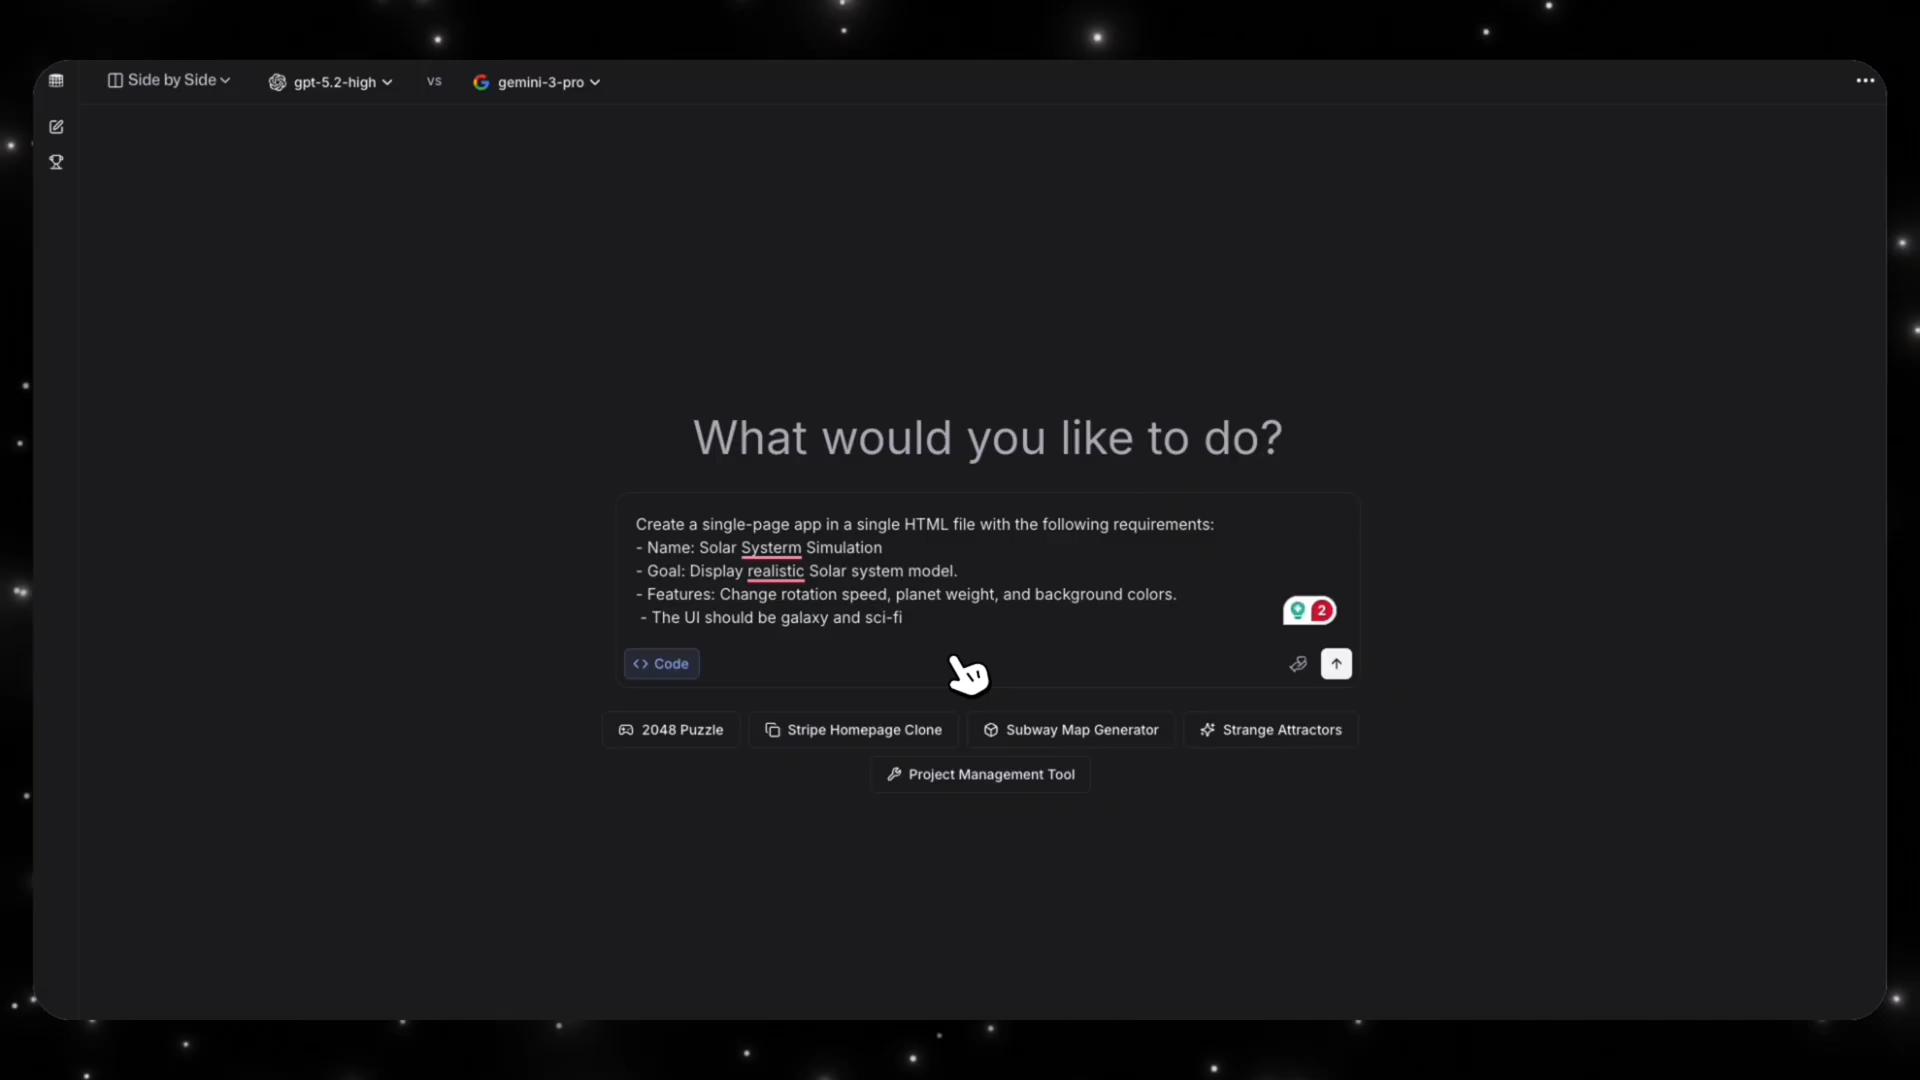 Side by Side
gpt-5.2-high
VS
gemini-3-pro
What would you like to do?
Create a single-page app in a single HTML file with the following requirements:
- Name: Solar Systerm Simulation
- Goal: Display realistic Solar system model.
- Features: Change rotation speed, planet weight, and background colors.
- The UI should be galaxy and sci-fi
2
<> Code
2048 Puzzle
Stripe Homepage Clone
Subway Map Generator
Strange Attractors
Project Management Tool